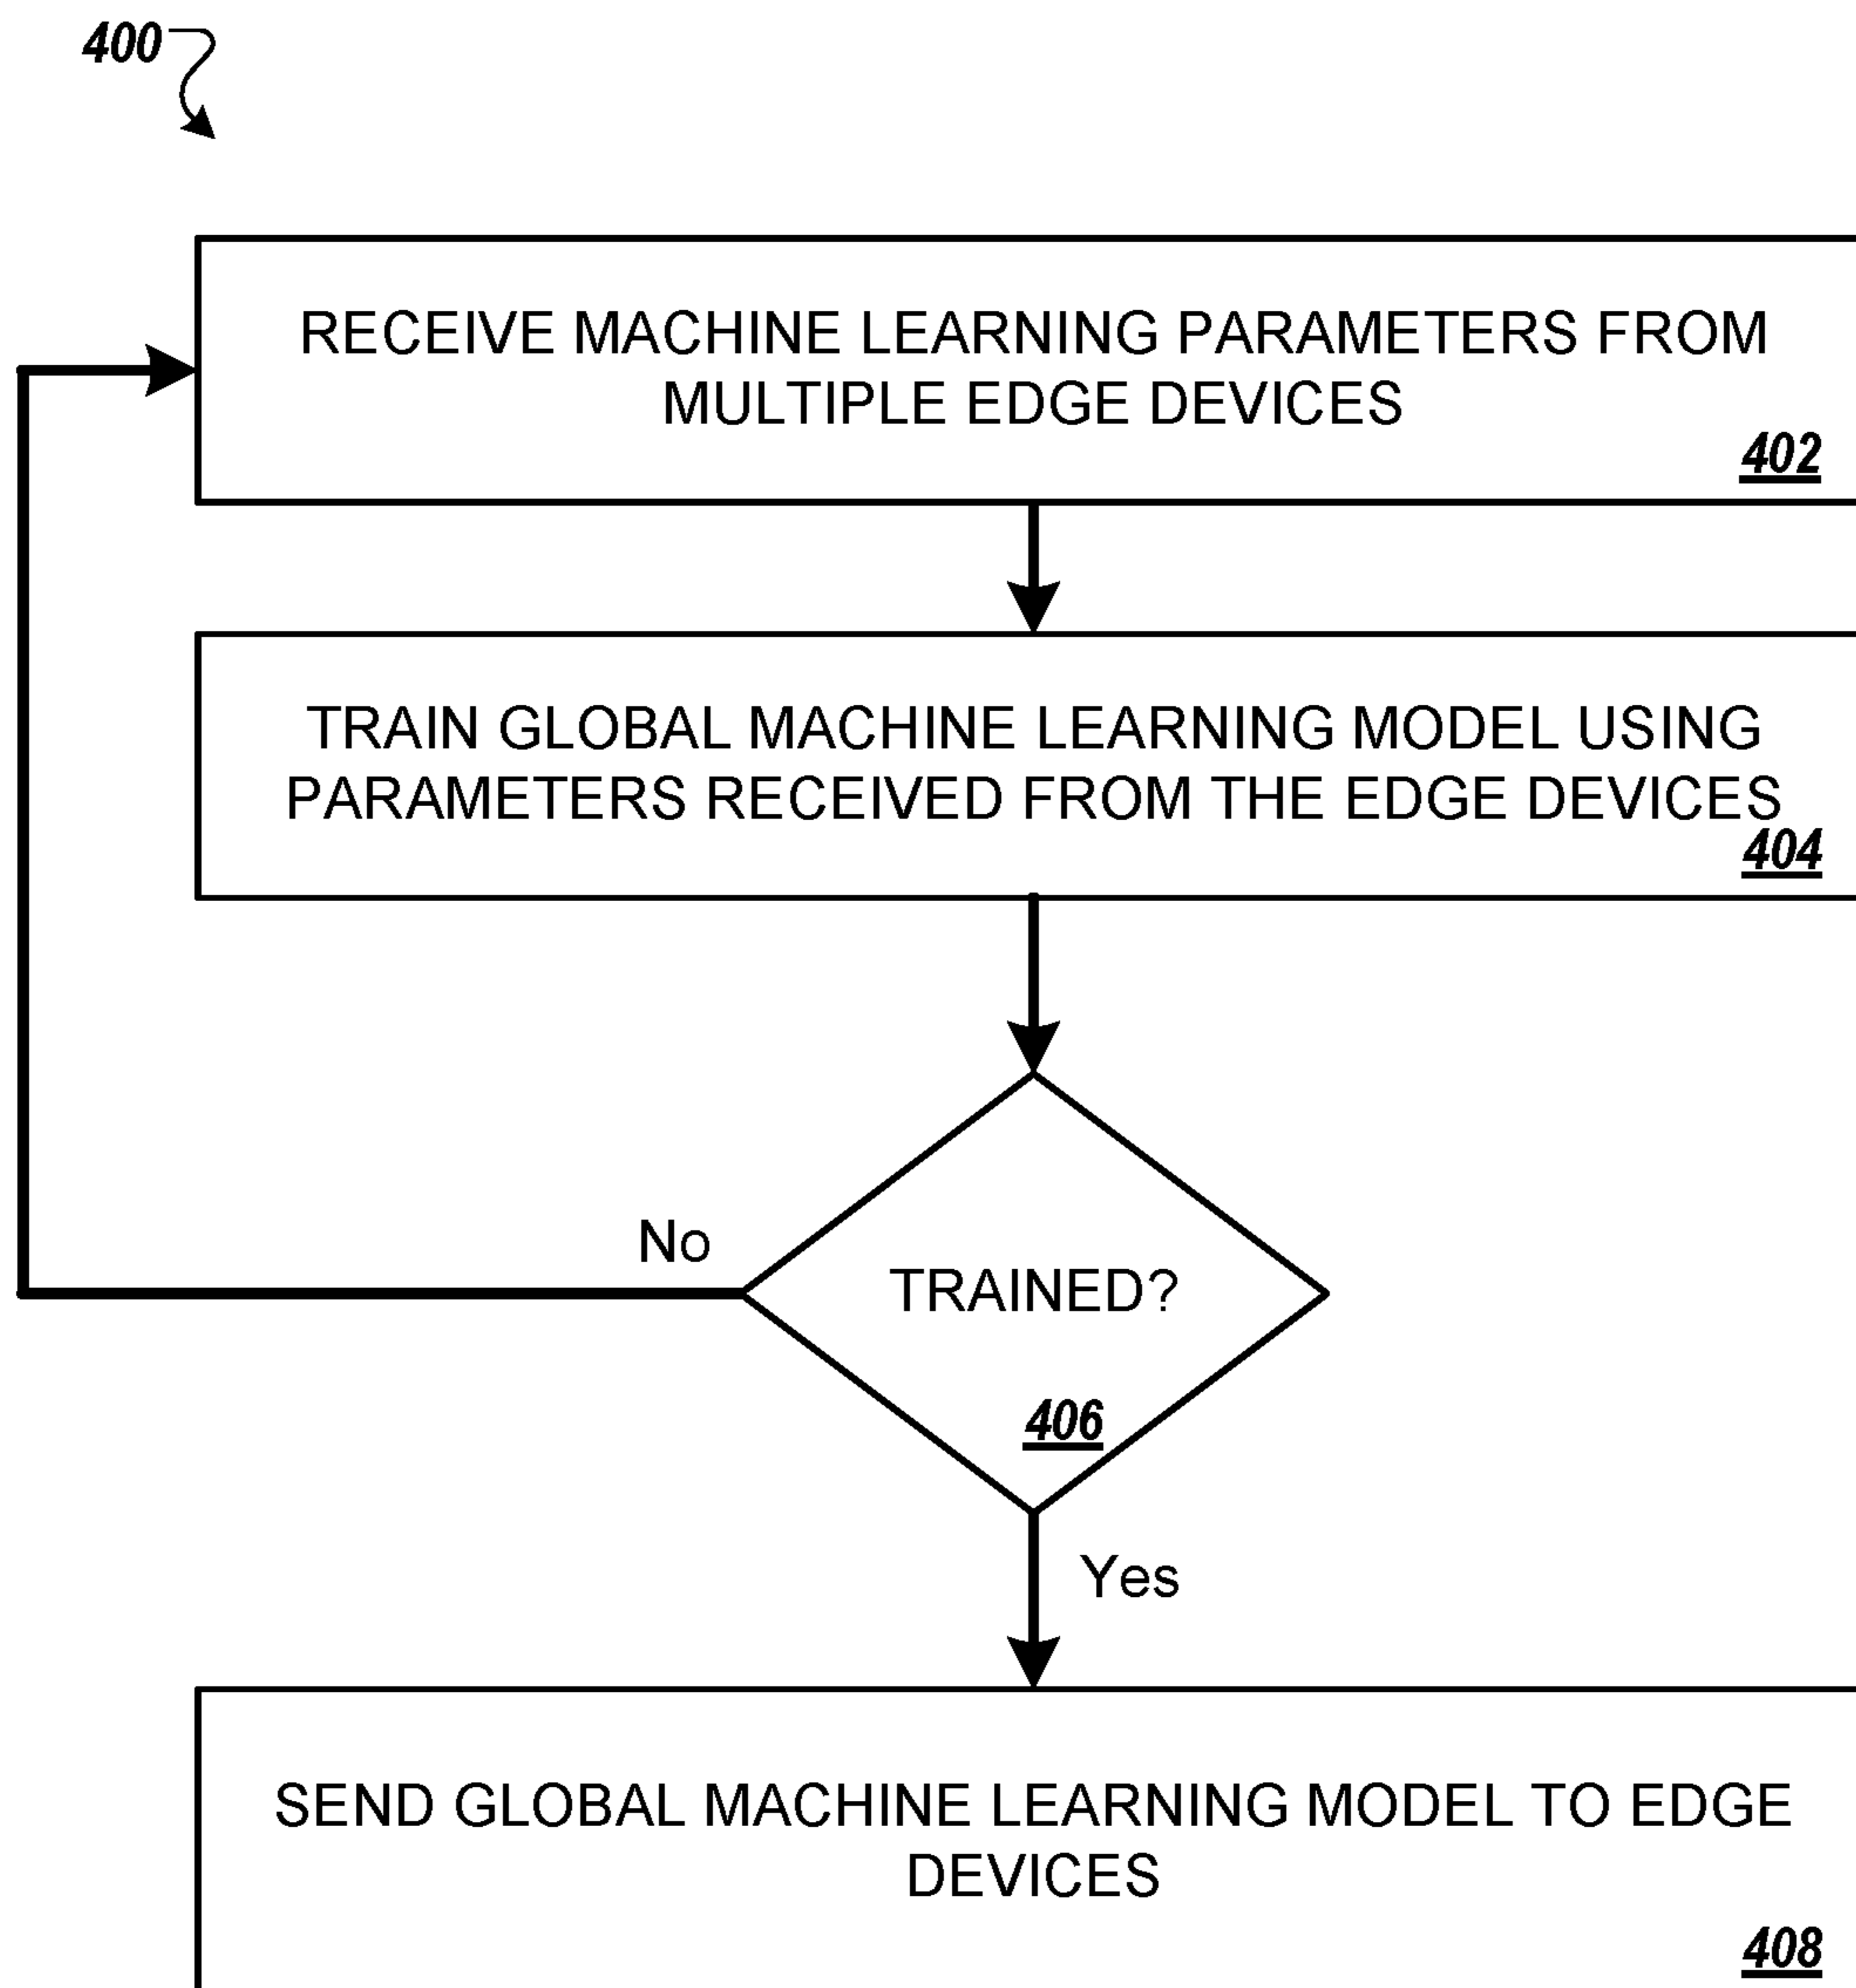 400
RECEIVE MACHINE LEARNING PARAMETERS FROM
MULTIPLE EDGE DEVICES
402
TRAIN GLOBAL MACHINE LEARNING MODEL USING
PARAMETERS RECEIVED FROM THE EDGE DEVICES
404
No
TRAINED?
406
Yes
SEND GLOBAL MACHINE LEARNING MODEL TO EDGE
DEVICES
408